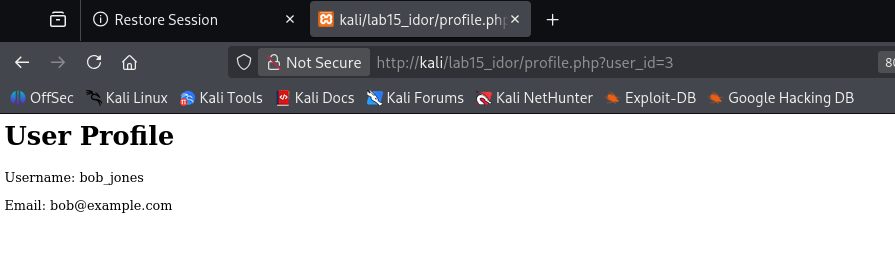 Restore Session
kali/lab15_idor/profile.ph
Not Secure http://kali/lab15_idor/profile.php?user_id=3 80
OffSec Kali Linux Kali Tools Kali Docs Kali Forums Kali NetHunter Exploit-DB Google Hacking DB
User Profile
Username: bob_jones
Email: bob@example.com